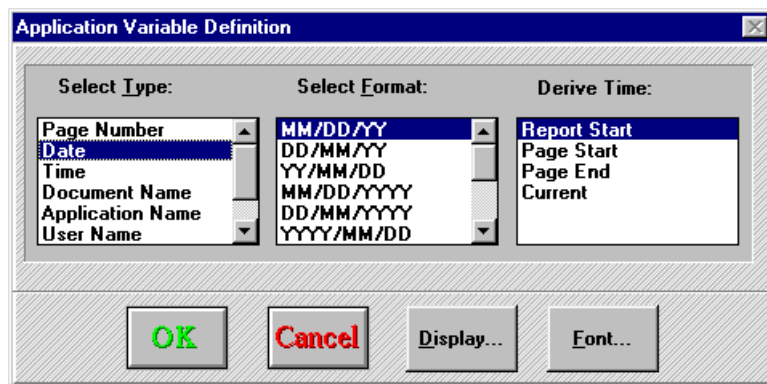 Application Variable Definition
Select Type:
Select Format:
Derive Time:
Page Number
Date
Time
Document Name
Application Name
User Name
MM/DD/YY
DD/MM/YY
YY/MM/DD
MM/DD/YYYY
DD/MM/YYYY
YYYY/MM/DD
Report Start
Page Start
Page End
Current
OK
Cancel
Display...
Font...